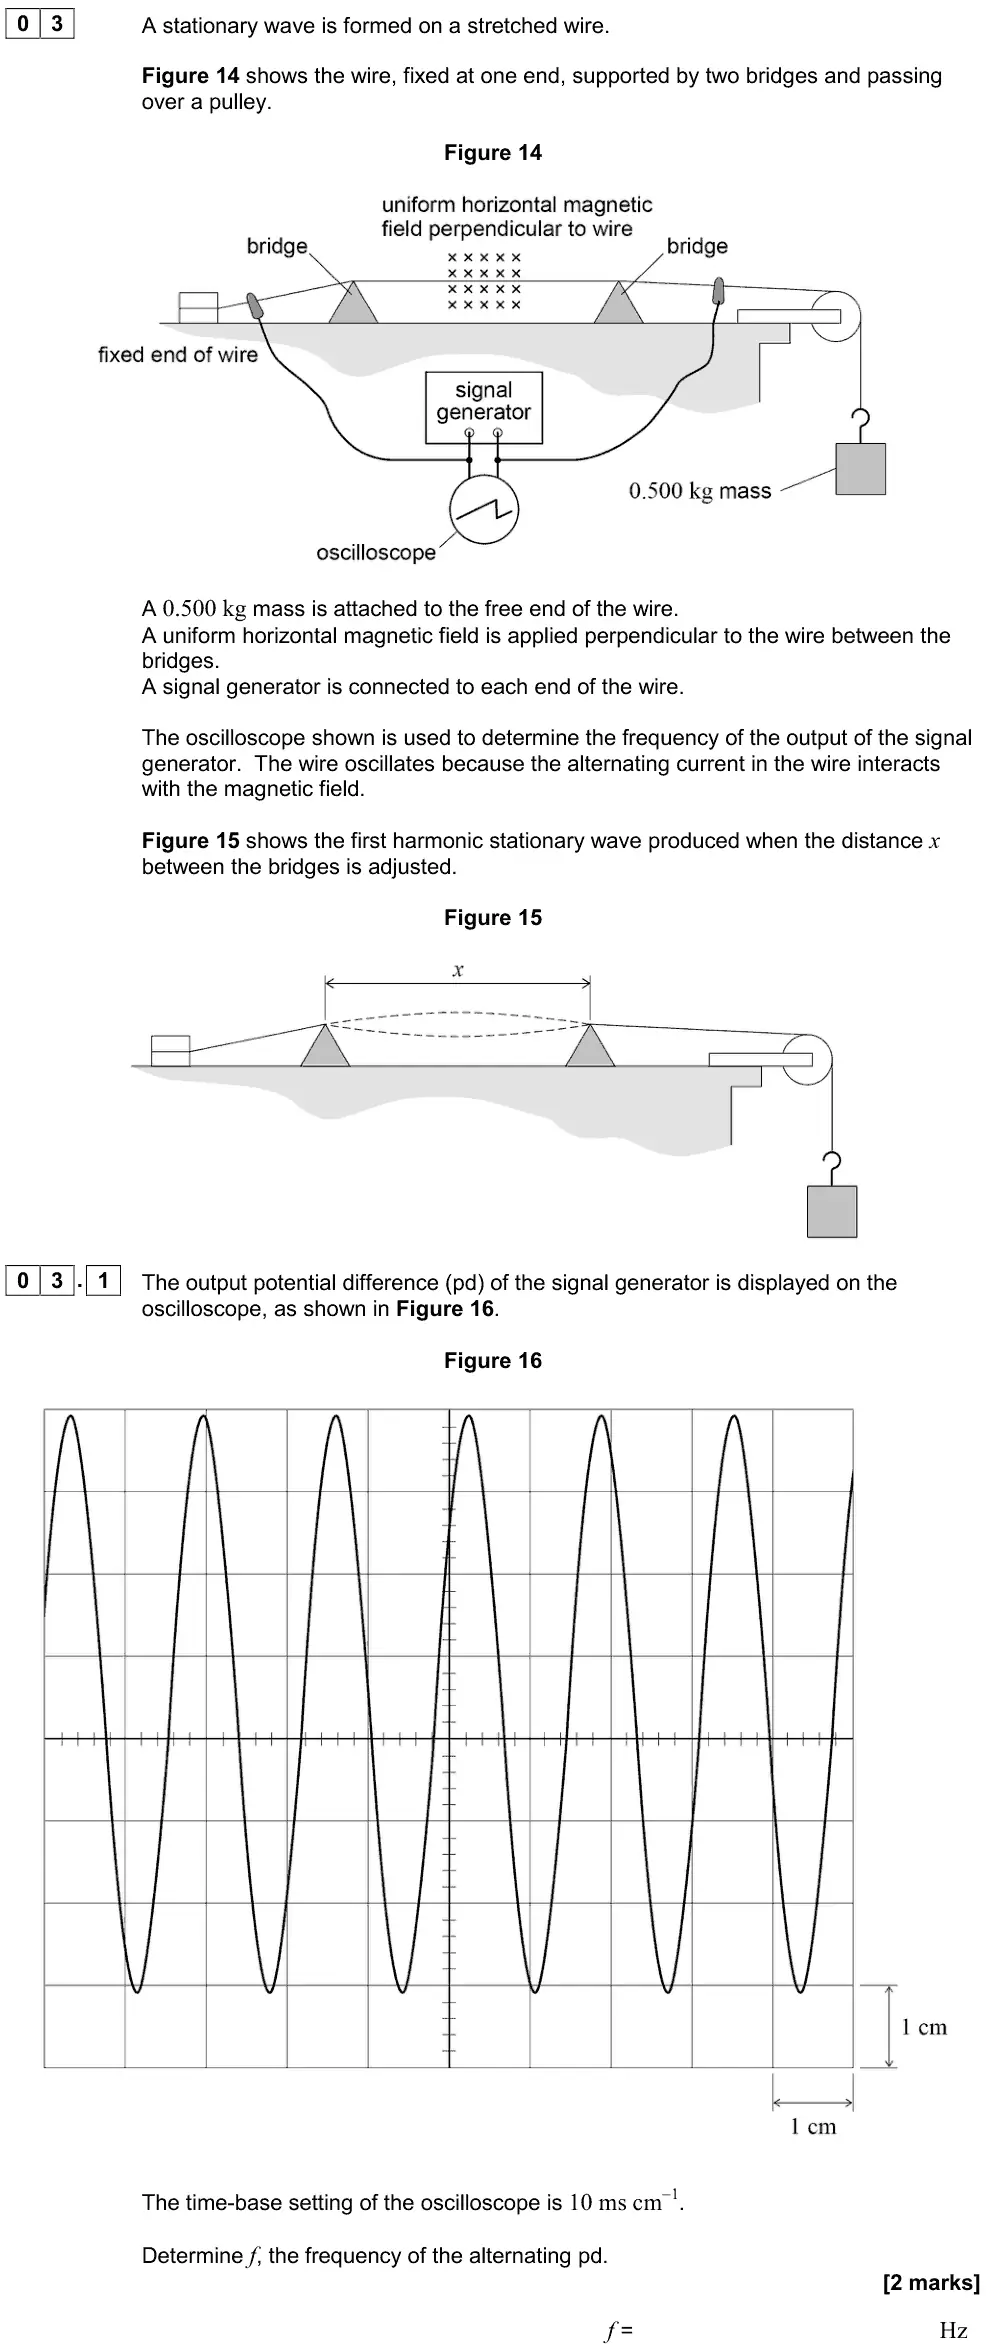 0 3 A stationary wave is formed on a stretched wire.
Figure 14 shows the wire, fixed at one end, supported by two bridges and passing
over a pulley.
Figure 14
uniform horizontal magnetic
field perpendicular to wire
bridge
bridge
fixed end of wire
signal
generator
0.500 kg mass
oscilloscope
A 0.500 kg mass is attached to the free end of the wire.
A uniform horizontal magnetic field is applied perpendicular to the wire between the
bridges.
A signal generator is connected to each end of the wire.
The oscilloscope shown is used to determine the frequency of the output of the signal
generator. The wire oscillates because the alternating current in the wire interacts
with the magnetic field.
Figure 15 shows the first harmonic stationary wave produced when the distance x
between the bridges is adjusted.
Figure 15
x
0 3 . 1 The output potential difference (pd) of the signal generator is displayed on the
oscilloscope, as shown in Figure 16.
Figure 16
1 cm
1 cm
The time-base setting of the oscilloscope is 10 ms cm⁻¹.
Determine f, the frequency of the alternating pd.
[2 marks]
f = Hz